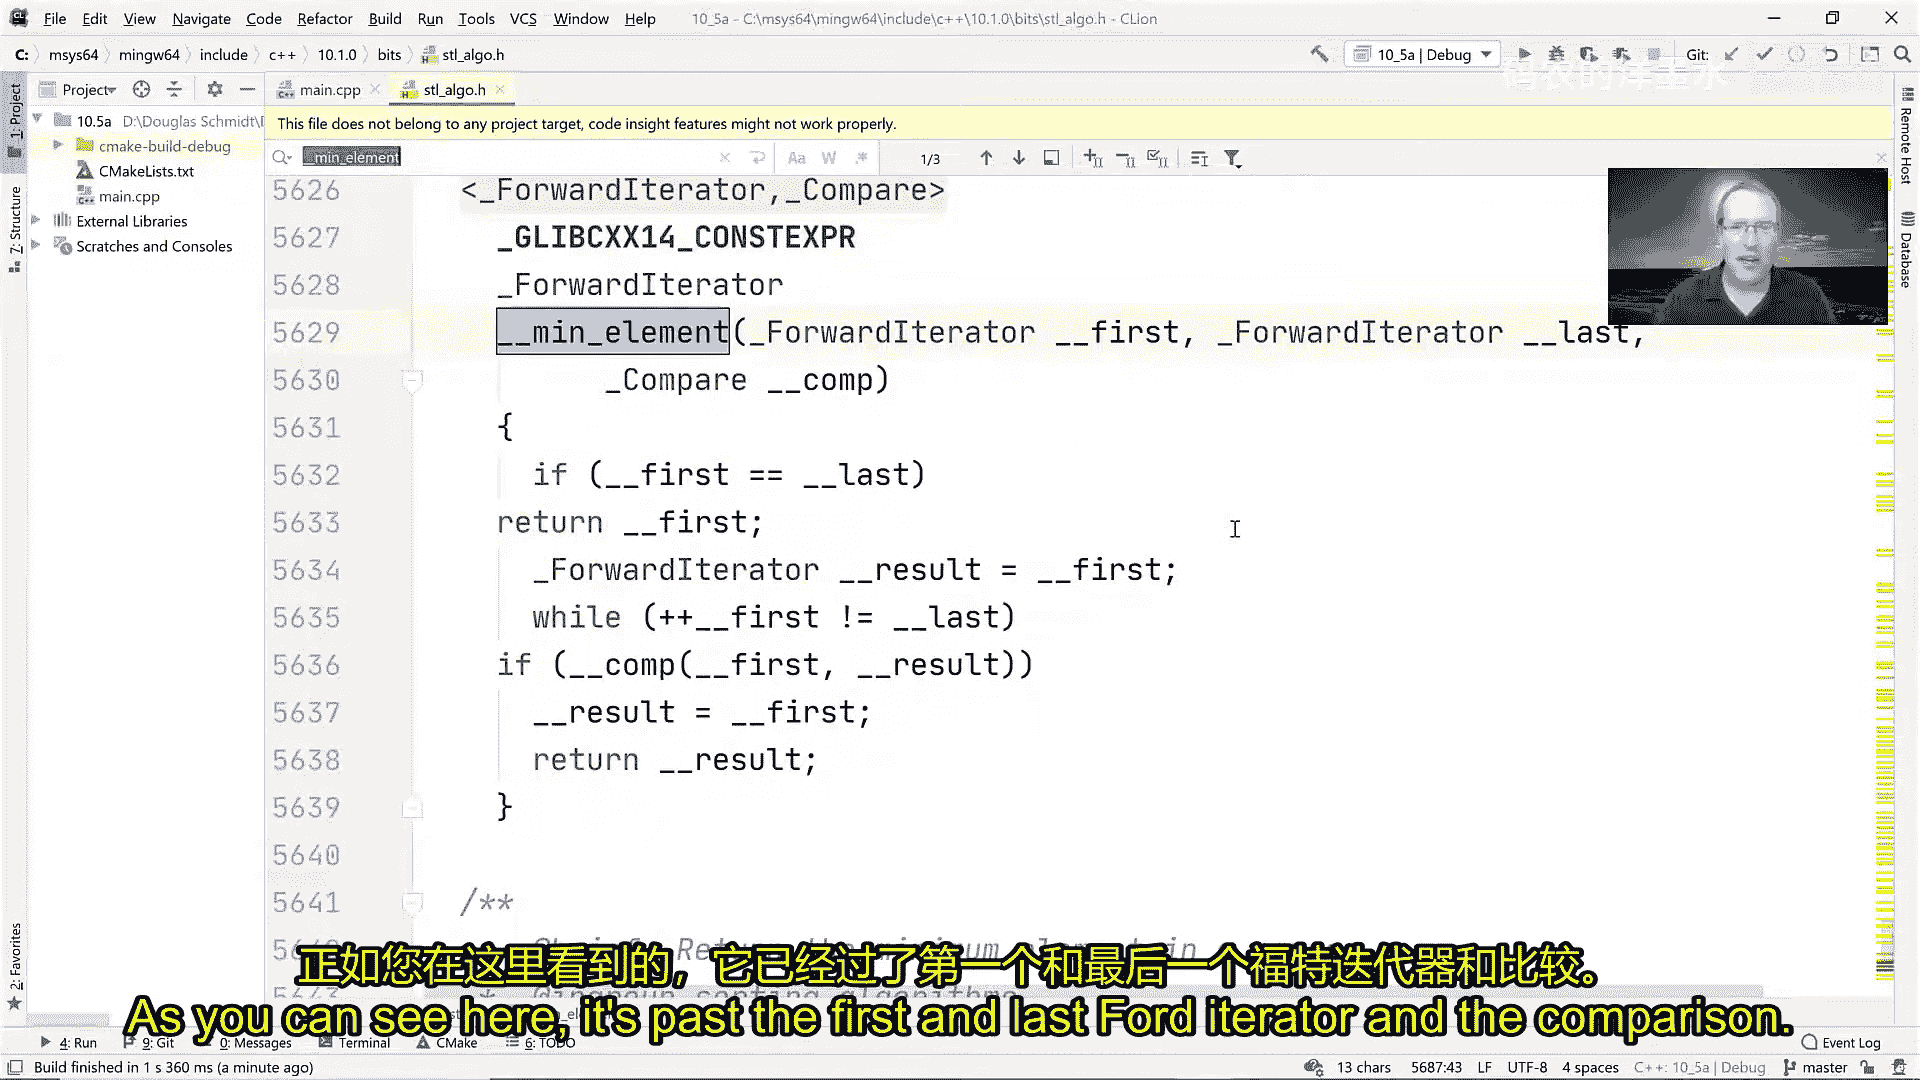 File Edit View Navigate Code Refactor Build Run Tools VCS Window Help 10_5a - C:\msys64\mingw64\include\c++\10.1.0\bits\stl_algo.h - CLion
C: msys64 mingw64 include c++ 10.1.0 bits stl_algo.h 10_5a | Debug Git:
码农的洋墨水
1: Project
Project main.cpp stl_algo.h
10.5a D:\Douglas Schmidt\
This file does not belong to any project target, code insight features might not work properly.
cmake-build-debug
_min_element Aa W .* 1/3
CMakeLists.txt
main.cpp
External Libraries
Scratches and Consoles
7: Structure
Remote Host
Database
5626 <_ForwardIterator,_Compare>
5627 _GLIBCXX14_CONSTEXPR
5628 _ForwardIterator
5629 __min_element(_ForwardIterator __first, _ForwardIterator __last,
5630 _Compare __comp)
5631 {
5632 if (__first == __last)
5633 return __first;
5634 _ForwardIterator __result = __first;
5635 while (++__first != __last)
5636 if (__comp(__first, __result))
5637 __result = __first;
5638 return __result;
5639 }
5640
5641 /**
正如您在这里看到的，它已经过了第一个和最后一个福特迭代器和比较。
As you can see here, it's past the first and last Ford iterator and the comparison.
2: Favorites
4: Run 9: Git 0: Messages Terminal CMake 6: TODO Event Log
Build finished in 1 s 360 ms (a minute ago) 13 chars 5687:43 LF UTF-8 4 spaces C++: 10_5a | Debug master